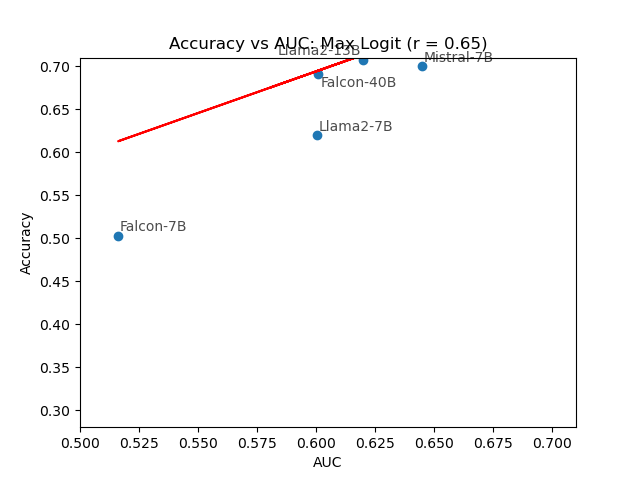 Accuracy vs AUC: Max Logit (r = 0.65)
Llama2-13B
Mistral-7B
Falcon-40B
Llama2-7B
Falcon-7B
0.70
0.65
0.60
0.55
0.50
0.45
0.40
0.35
0.30
Accuracy
0.500 0.525 0.550 0.575 0.600 0.625 0.650 0.675 0.700
AUC